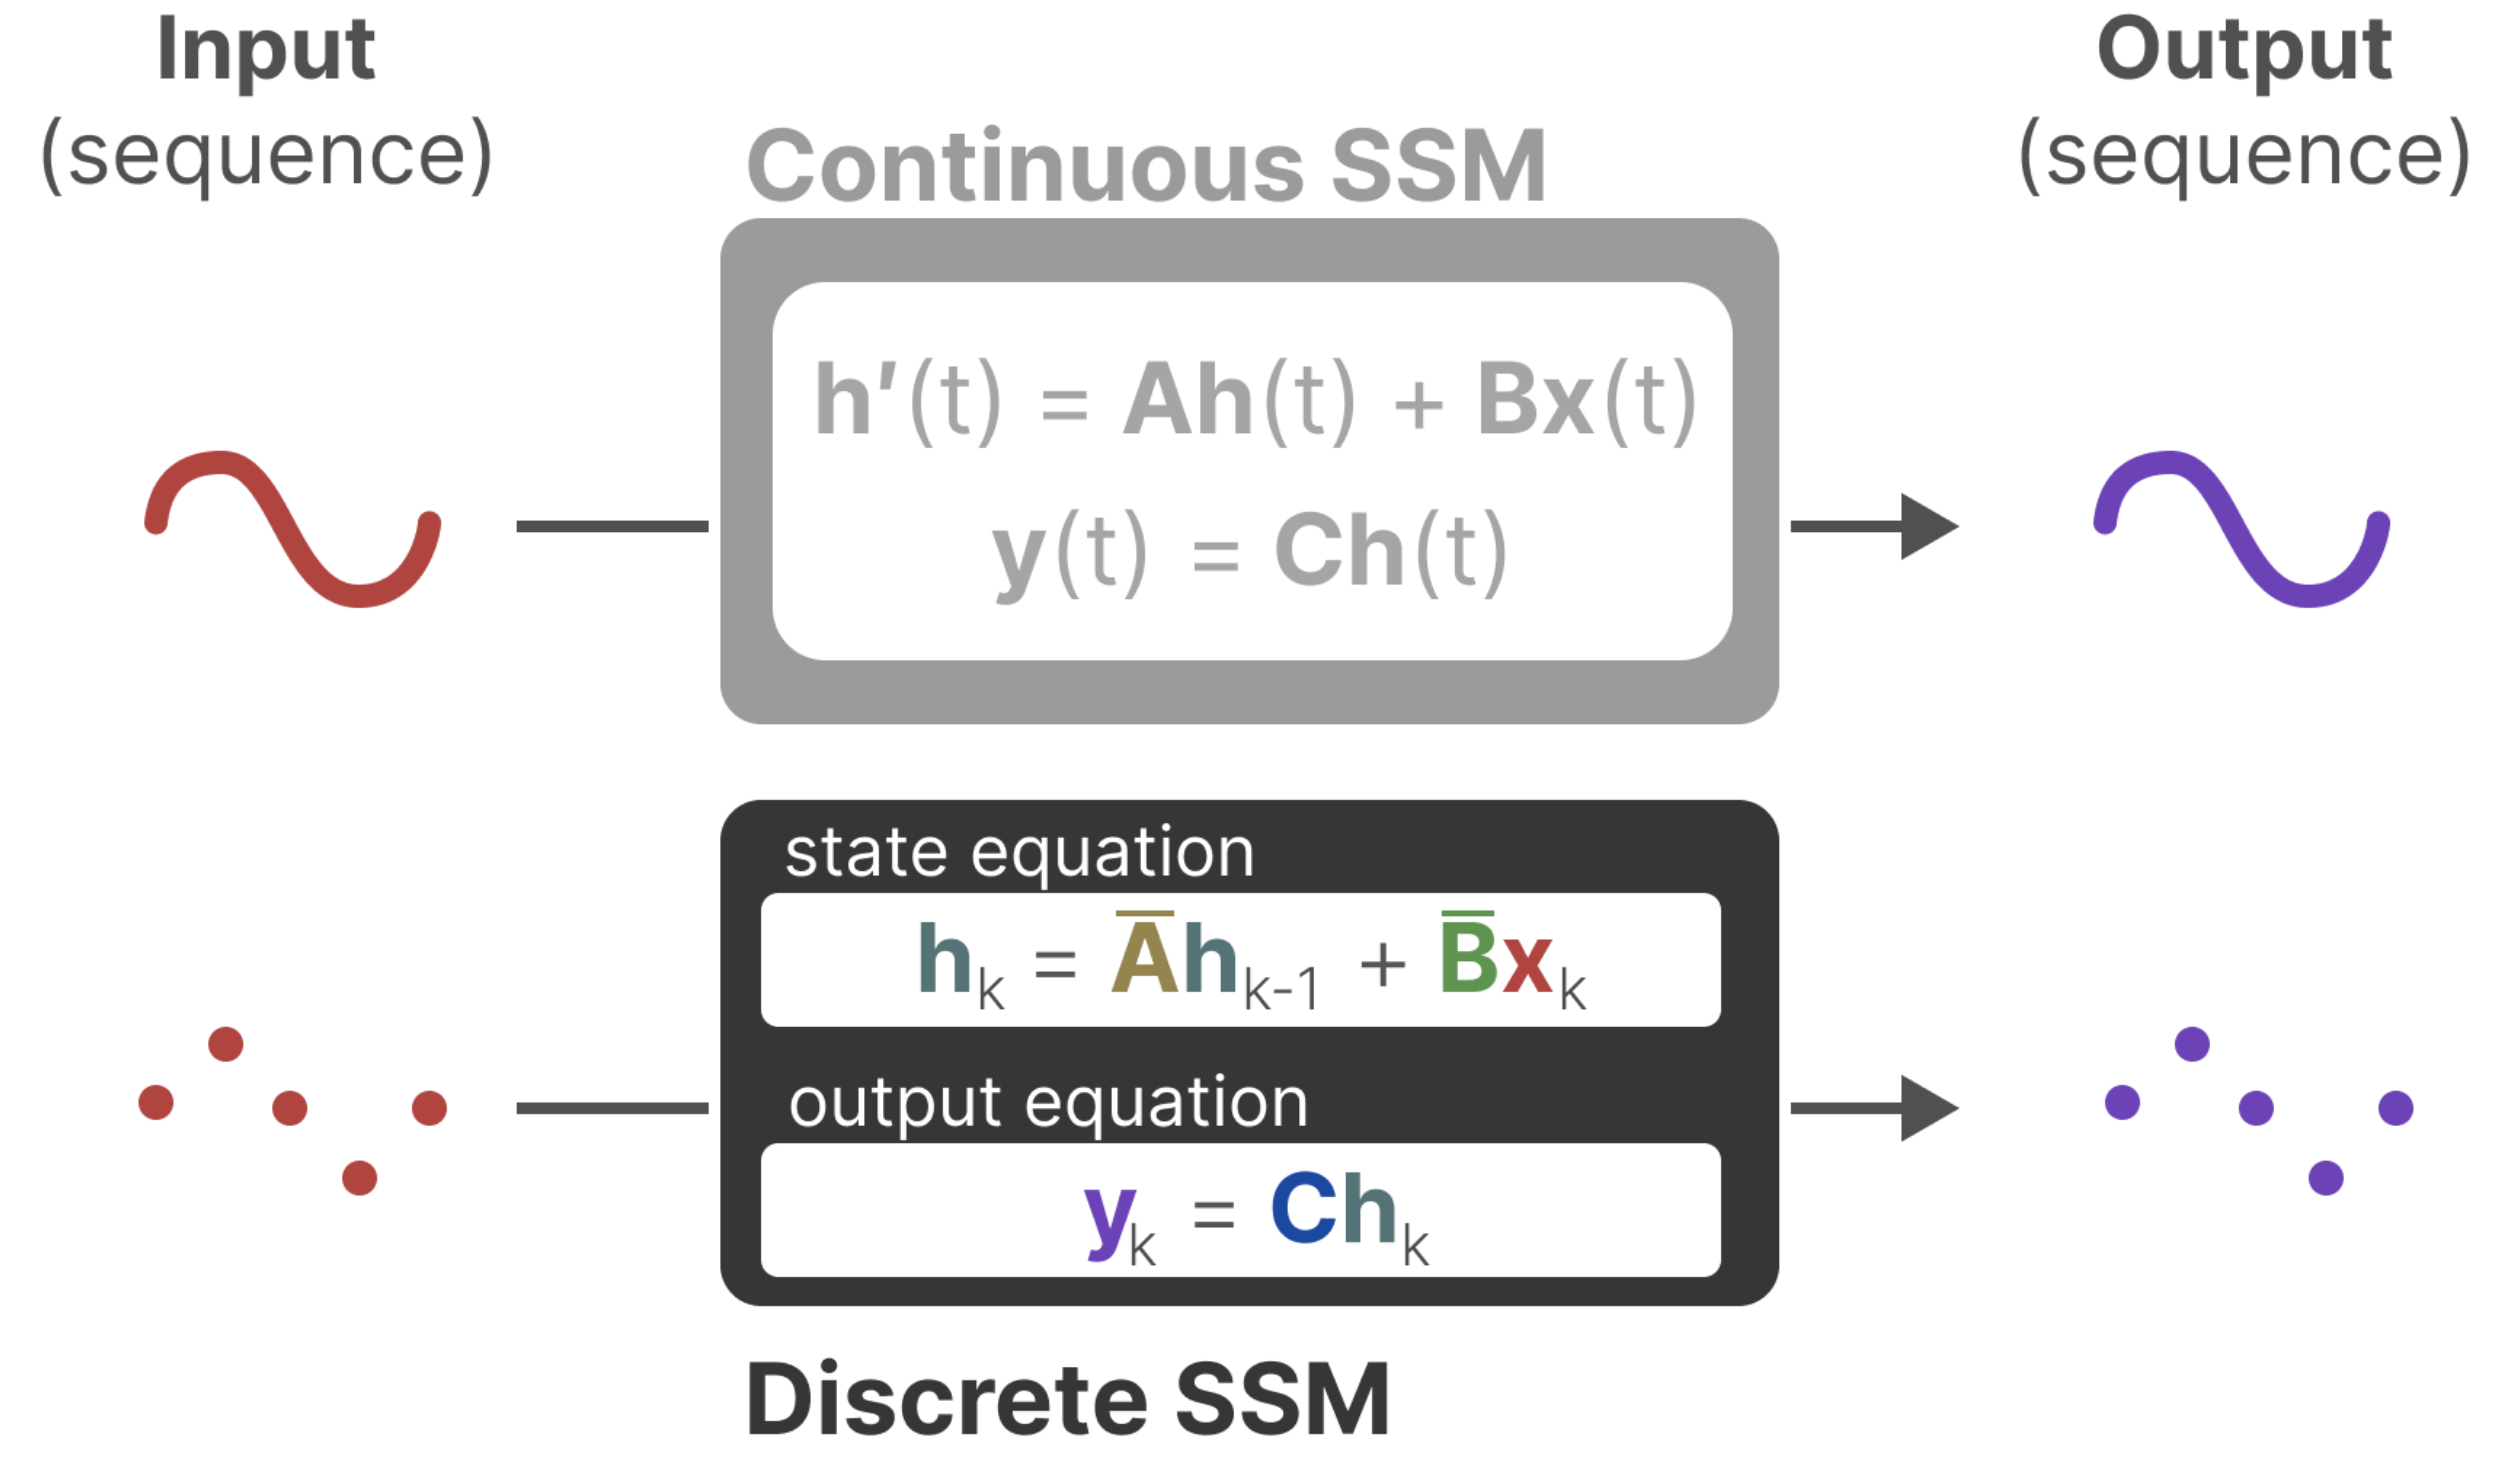 Input
(sequence)
Output
(sequence)
Continuous SSM
h′(t) = Ah(t) + Bx(t)
y(t) = Ch(t)
state equation
hₖ = A̅hₖ₋₁ + B̅xₖ
output equation
yₖ = Chₖ
Discrete SSM